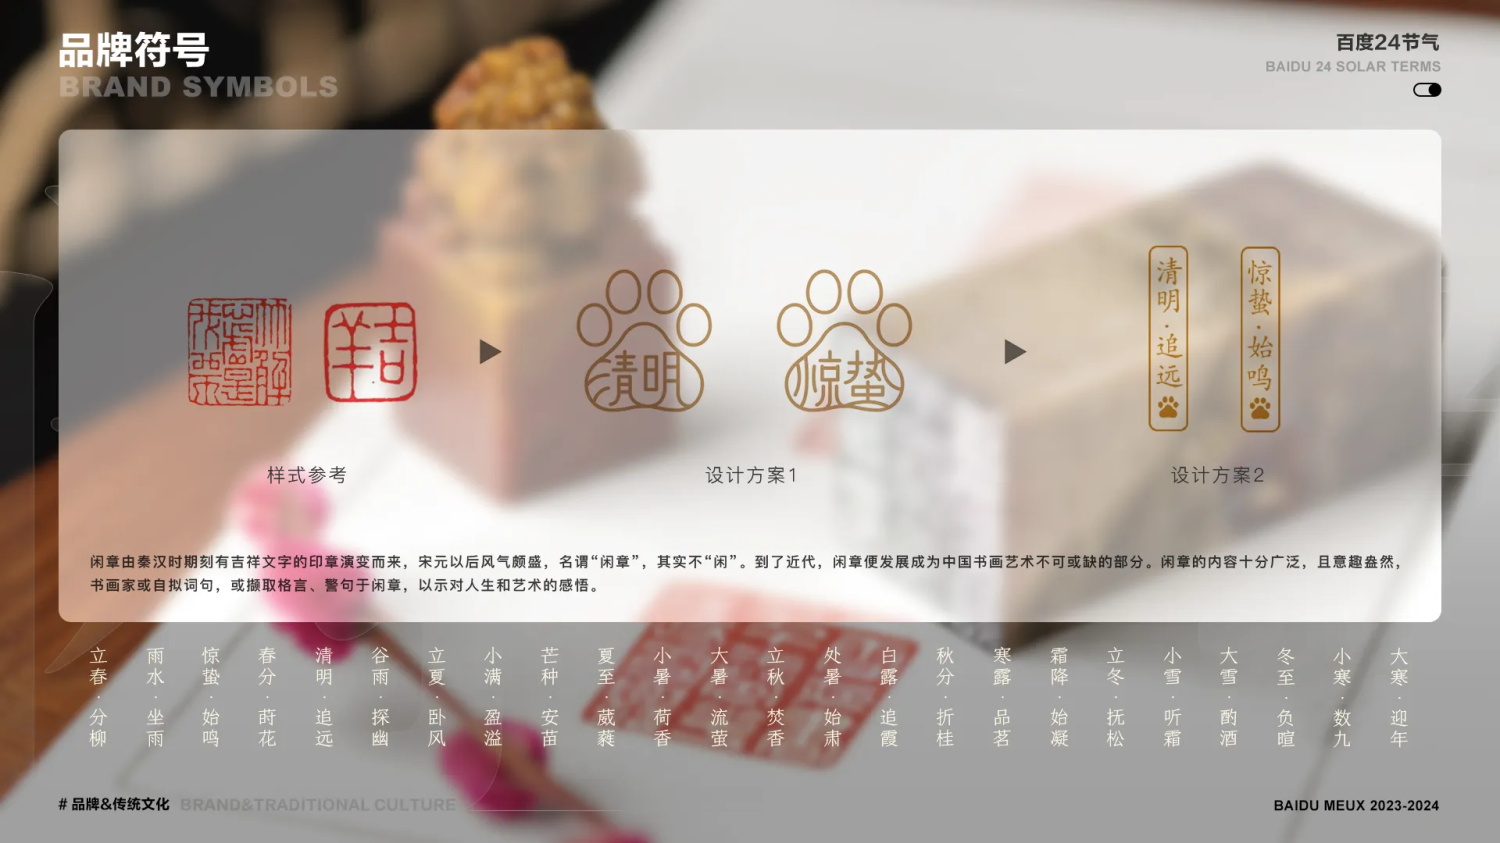 品牌符号
BRAND SYMBOLS
百度24节气
BAIDU 24 SOLAR TERMS
吉羊
清明
惊蛰
清明·追远
惊蛰·始鸣
样式参考
设计方案1
设计方案2
闲章由秦汉时期刻有吉祥文字的印章演变而来，宋元以后风气颇盛，名谓“闲章”，其实不“闲”。到了近代，闲章便发展成为中国书画艺术不可或缺的部分。闲章的内容十分广泛，且意趣盎然，
书画家或自拟词句，或撷取格言、警句于闲章，以示对人生和艺术的感悟。
立春·分柳
雨水·坐雨
惊蛰·始鸣
春分·莳花
清明·追远
谷雨·探幽
立夏·卧风
小满·盈溢
芒种·安苗
夏至·葳蕤
小暑·荷香
大暑·流萤
立秋·焚香
处暑·始肃
白露·追霞
秋分·折桂
寒露·品茗
霜降·始凝
立冬·抚松
小雪·听霜
大雪·酌酒
冬至·负暄
小寒·数九
大寒·迎年
# 品牌&传统文化
BRAND&TRADITIONAL CULTURE
BAIDU MEUX 2023-2024